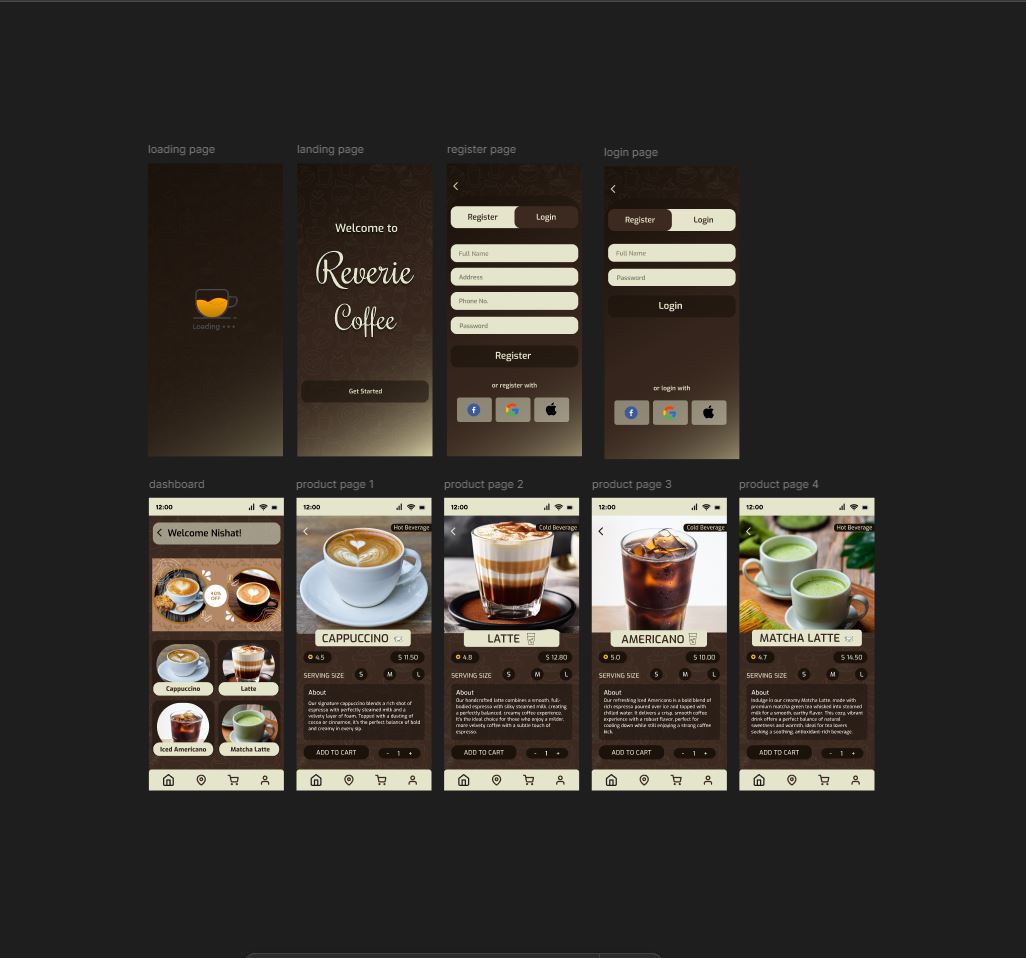 loading page
Loading
landing page
Welcome to
Reverie
Coffee
Get Started
register page
Register
Login
Full Name
Address
Phone No.
Password
Register
or register with
login page
Register
Login
Full Name
Password
Login
or login with
dashboard
12:00
Welcome Nishat!
40%
OFF
Cappuccino
Latte
Iced Americano
Matcha Latte
product page 1
12:00
Hot Beverage
CAPPUCCINO
4.5
$ 11.50
SERVING SIZE
S
M
L
About
Our signature cappuccino blends a rich shot of
espresso with perfectly steamed milk and a
velvety layer of foam. Topped with a dusting of
cocoa or cinnamon, it's the perfect balance of bold
and creamy in every sip.
ADD TO CART
- 1 +
product page 2
12:00
Cold Beverage
LATTE
4.8
$ 12.80
SERVING SIZE
S
M
L
About
Our handcrafted latte combines a smooth, full-
bodied espresso with silky steamed milk, creating
a perfectly balanced, creamy coffee experience.
It's the ideal choice for those who enjoy a milder,
more velvety coffee with a subtle touch of
espresso.
ADD TO CART
- 1 +
product page 3
12:00
Cold Beverage
AMERICANO
5.0
$ 10.00
SERVING SIZE
S
M
L
About
Our refreshing Iced Americano is a bold blend of
rich espresso poured over ice and topped with
chilled water. It delivers a crisp, smooth coffee
experience with a robust flavor, perfect for
cooling down while still enjoying a strong coffee
kick.
ADD TO CART
- 1 +
product page 4
12:00
Hot Beverage
MATCHA LATTE
4.7
$ 14.50
SERVING SIZE
S
M
L
About
Indulge in our creamy Matcha Latte, made with
premium matcha green tea whisked into steamed
milk for a smooth, earthy flavor. This cozy, vibrant
drink offers a perfect balance of natural
sweetness and warmth, ideal for tea lovers
seeking a soothing, antioxidant-rich beverage.
ADD TO CART
- 1 +